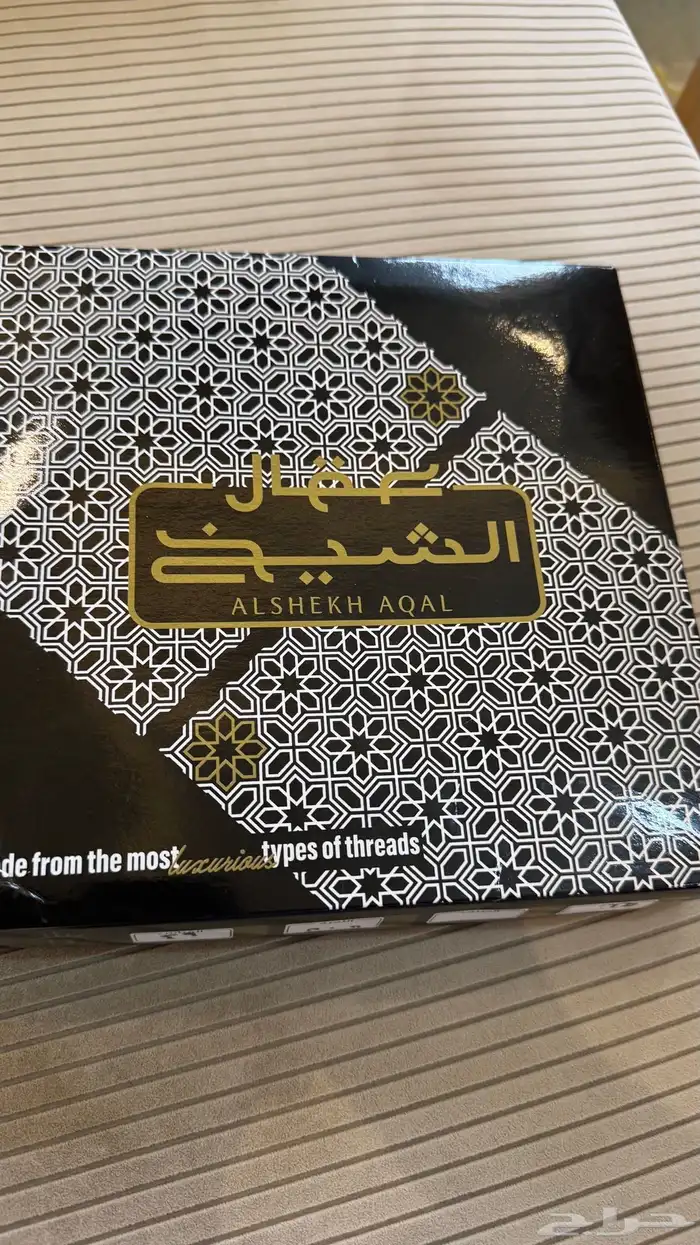 عقال
الشيخ
ALSHEKH AQAL
de from the most luxurious types of threads
حراج